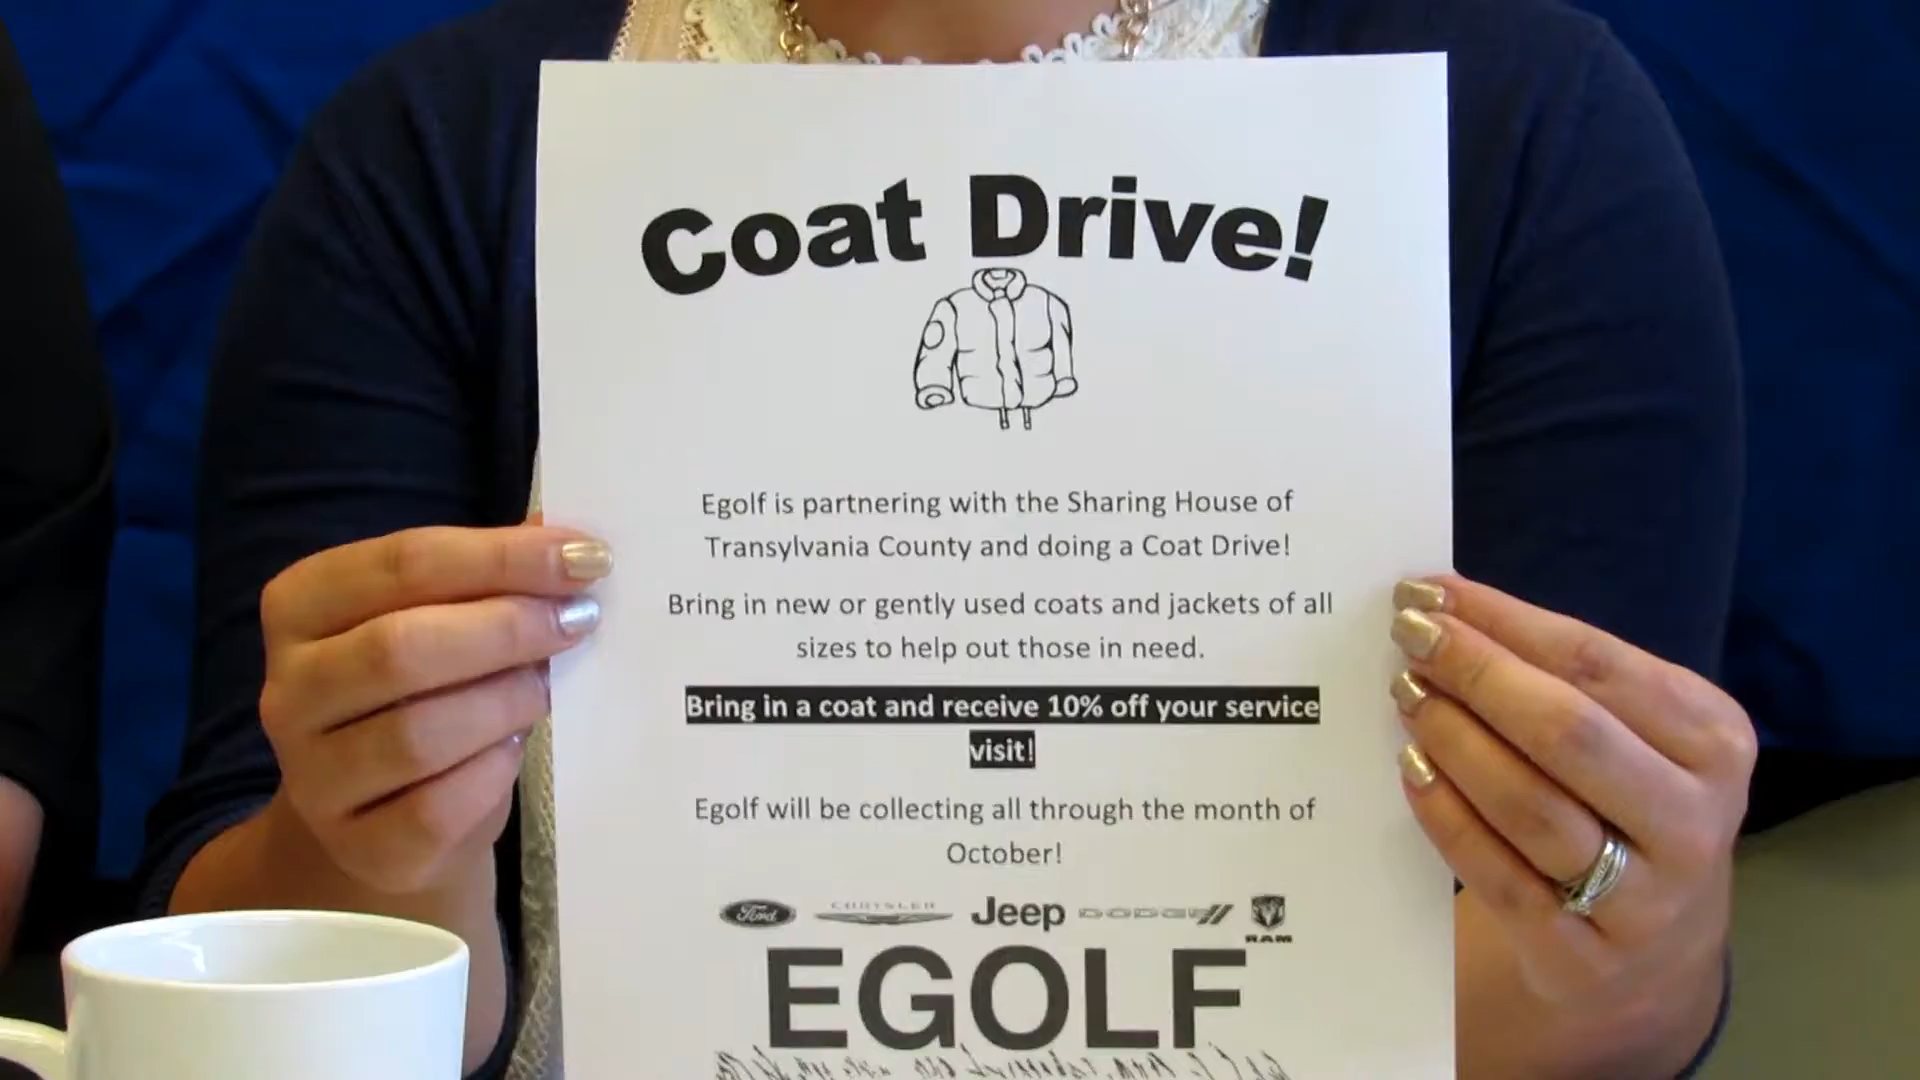 Coat Drive!
Egolf is partnering with the Sharing House of
Transylvania County and doing a Coat Drive!
Bring in new or gently used coats and jackets of all
sizes to help out those in need.
Bring in a coat and receive 10% off your service
visit!
Egolf will be collecting all through the month of
October!
Ford CHRYSLER Jeep DODGE RAM
EGOLF